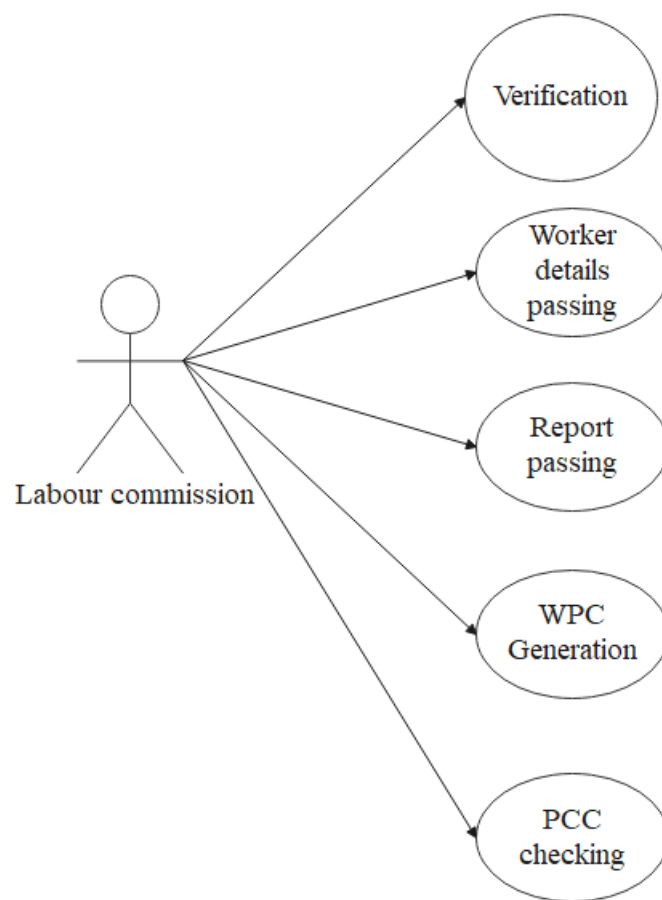 Verification
Worker
details
passing
Report
passing
Labour commission
WPC
Generation
PCC
checking